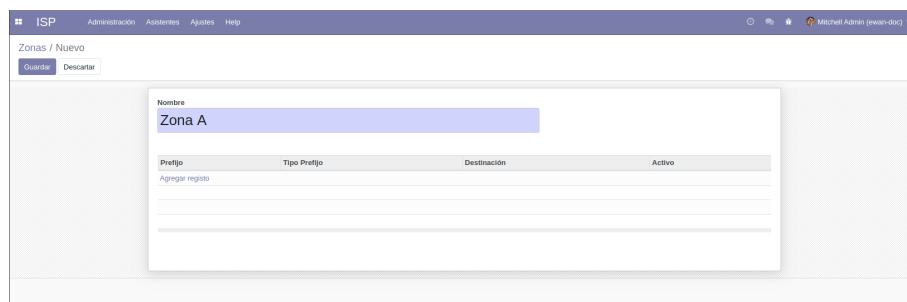 ISP Administración Asistentes Ajustes Help Mitchell Admin (ewan-doc)
Zonas / Nuevo
Guardar Descartar
Nombre
Zona A
Prefijo Tipo Prefijo Destinación Activo
Agregar registo